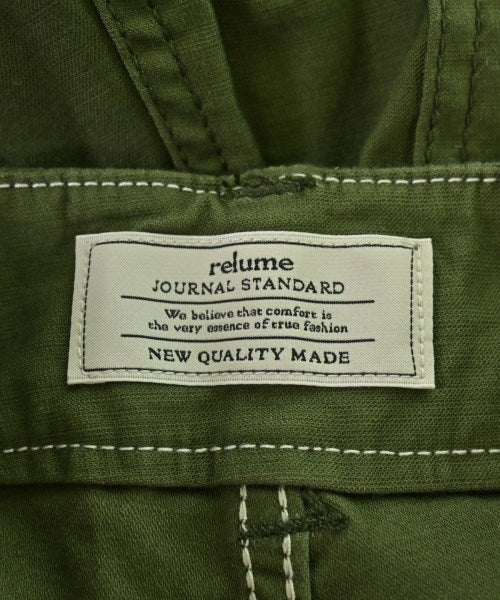 relume
JOURNAL STANDARD
We believe that comfort is
the very essence of true fashion
NEW QUALITY MADE